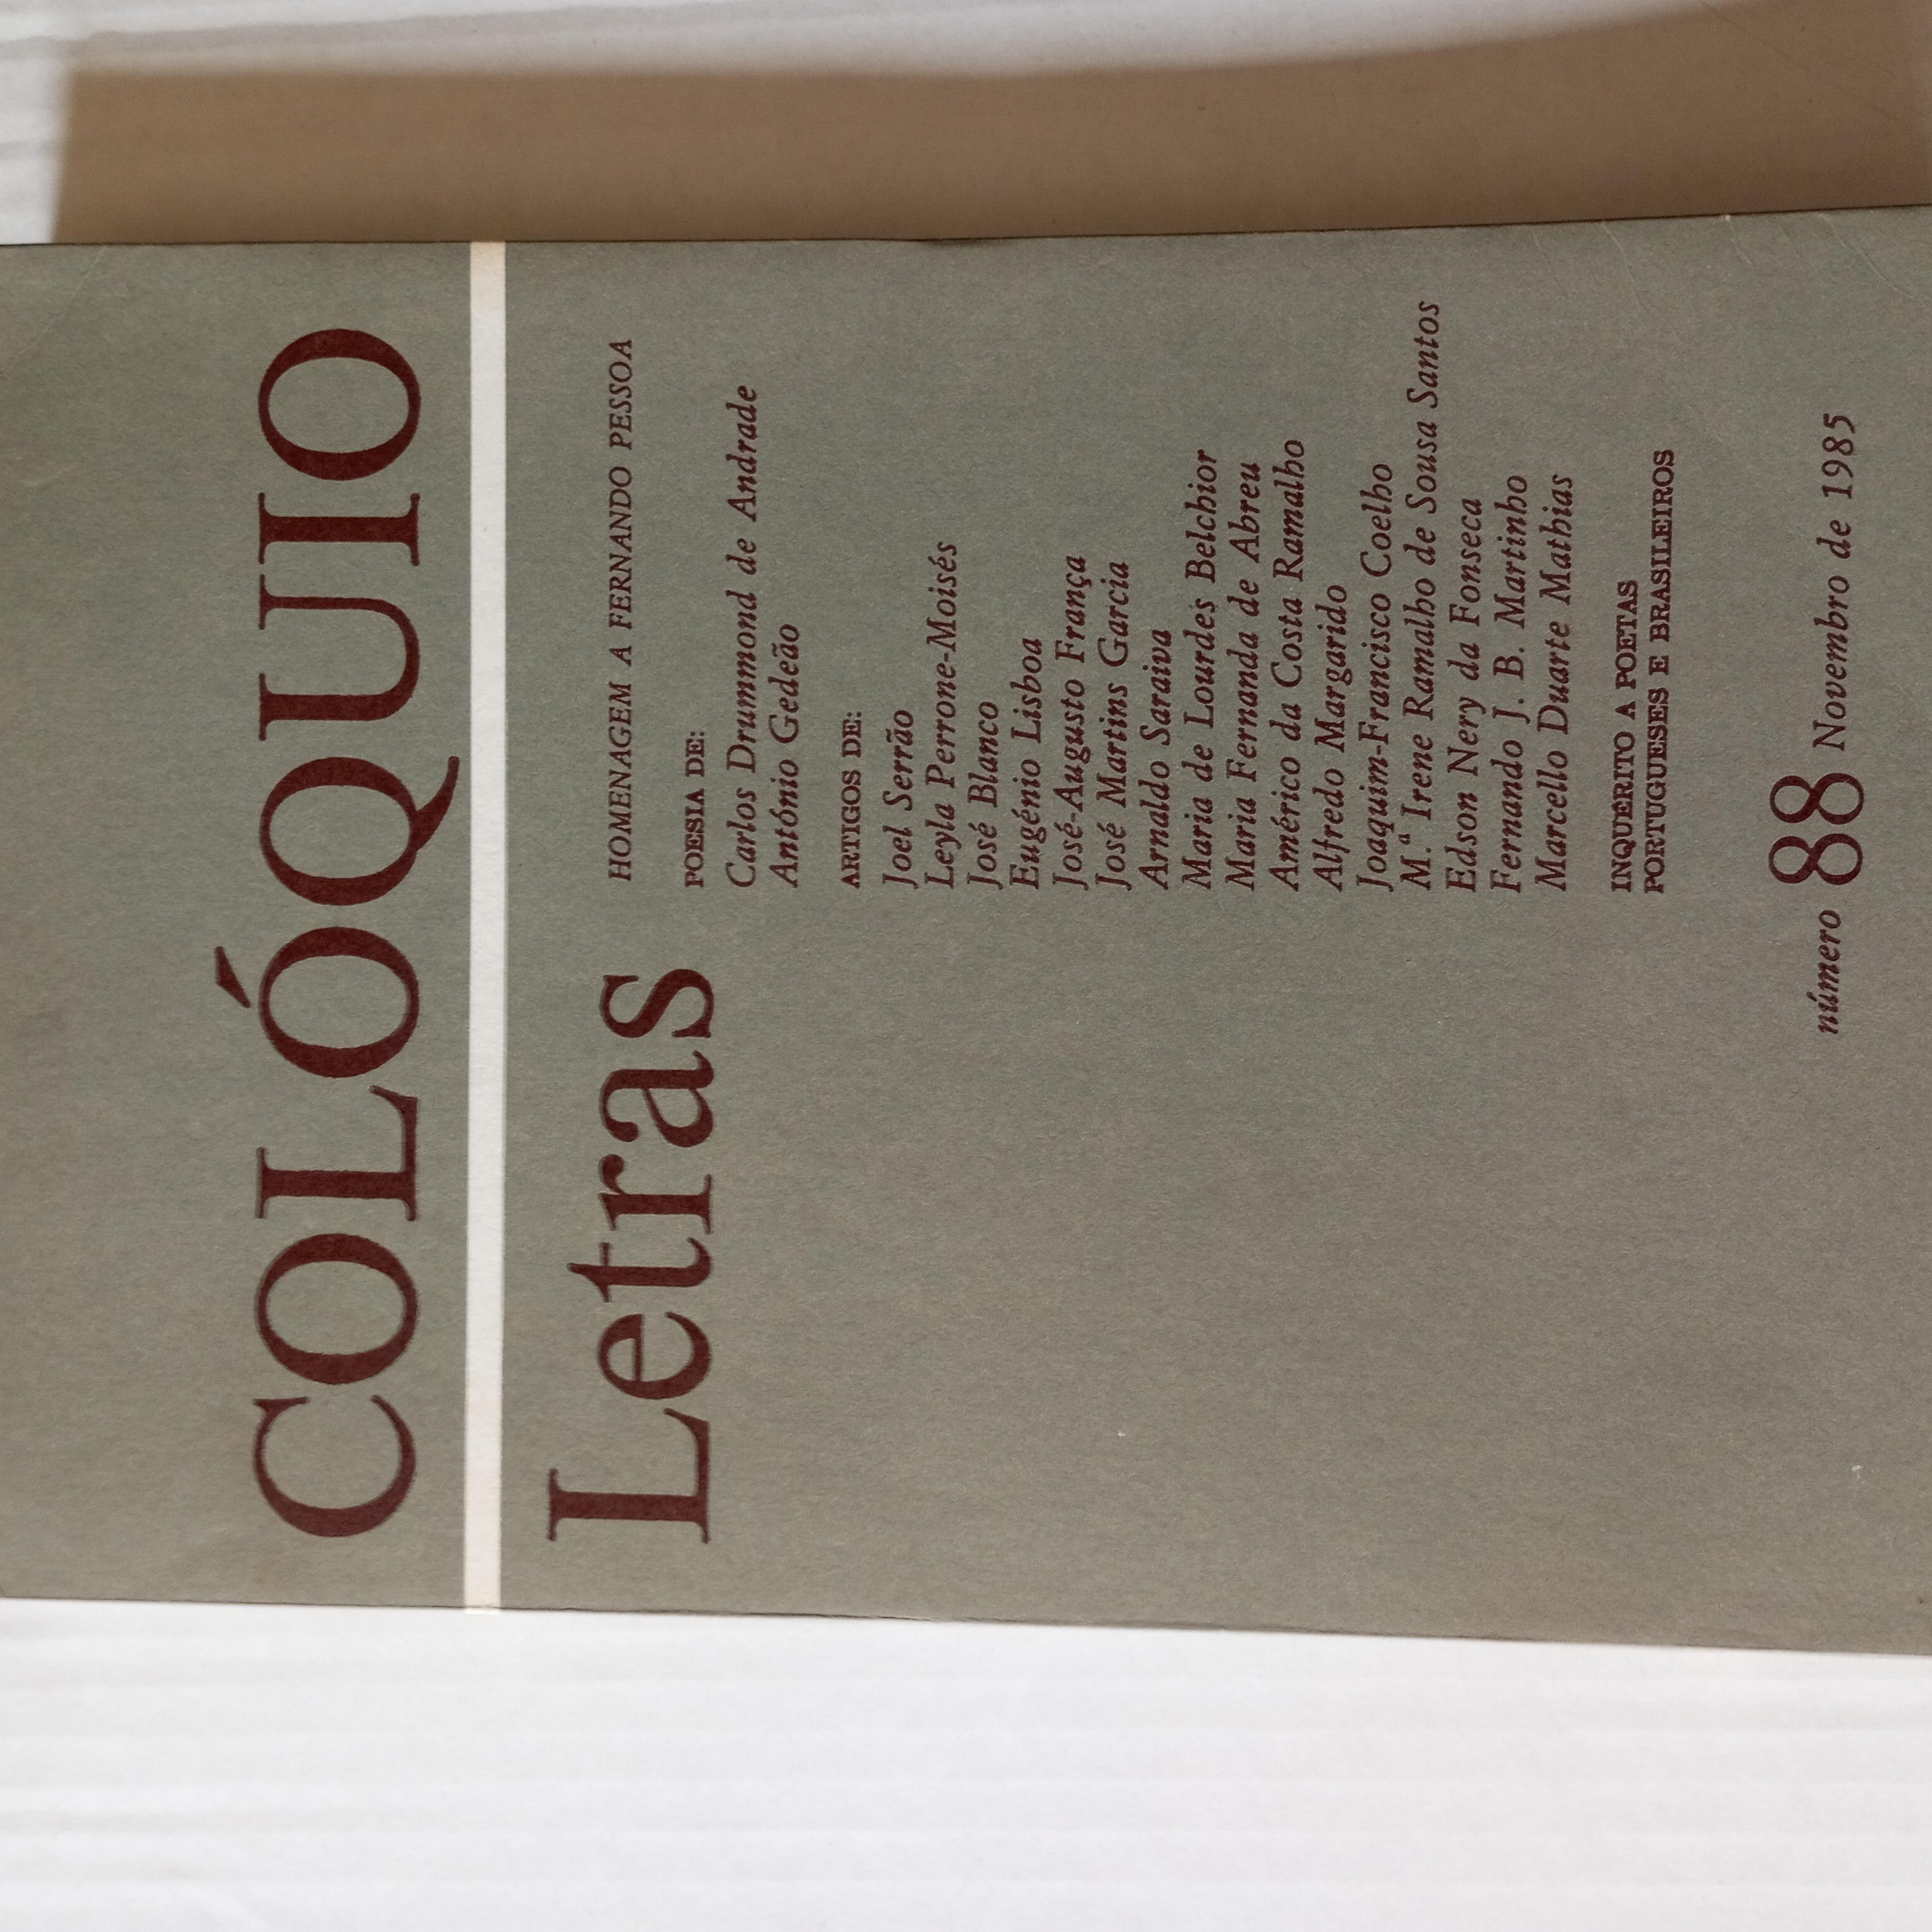 COLÓQUIO
Letras
HOMENAGEM A FERNANDO PESSOA
POESIA DE:
Carlos Drummond de Andrade
António Gedeão
ARTIGOS DE:
Joel Serrão
Leyla Perrone-Moisés
José Blanco
Eugénio Lisboa
José-Augusto França
José Martins Garcia
Arnaldo Saraiva
Maria de Lourdes Belchior
Maria Fernanda de Abreu
Américo da Costa Ramalho
Alfredo Margarido
Joaquim-Francisco Coelho
M.ª Irene Ramalho de Sousa Santos
Edson Nery da Fonseca
Fernando J. B. Martinho
Marcello Duarte Mathias
INQUÉRITO A POETAS
PORTUGUESES E BRASILEIROS
número 88 Novembro de 1985